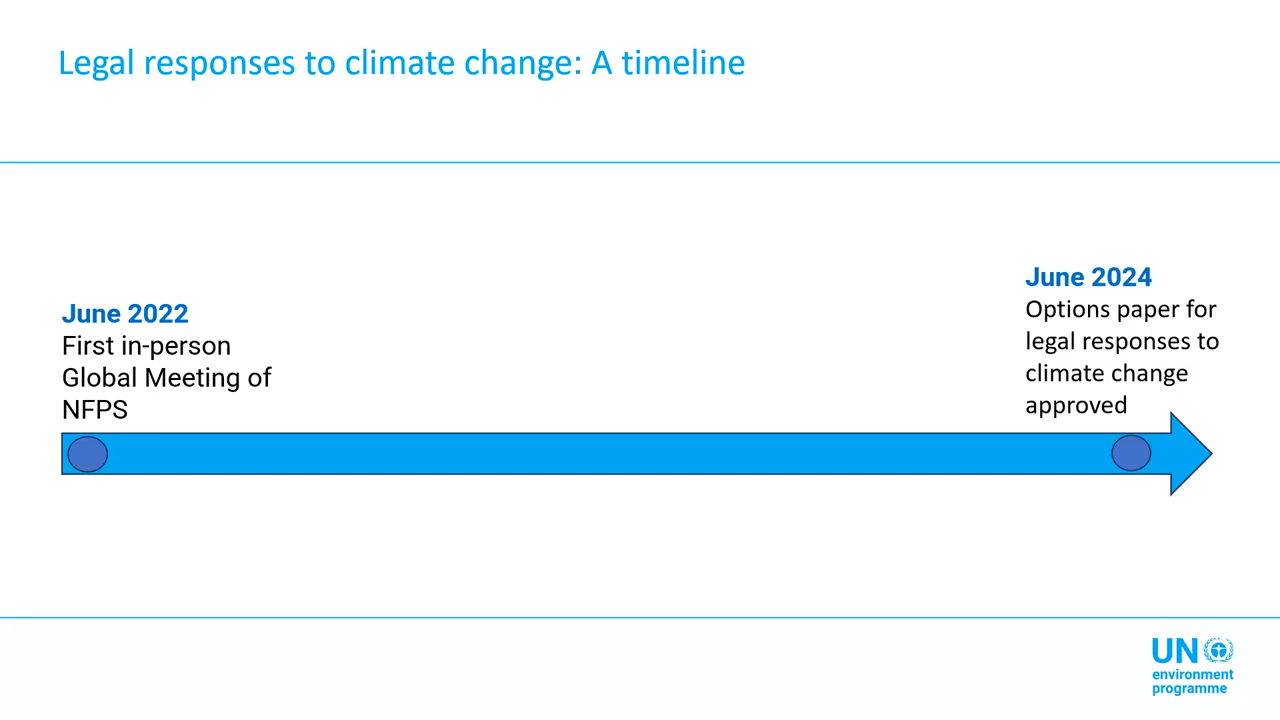 Legal responses to climate change: A timeline
June 2022
First in-person
Global Meeting of
NFPS
June 2024
Options paper for
legal responses to
climate change
approved
UN
environment
programme